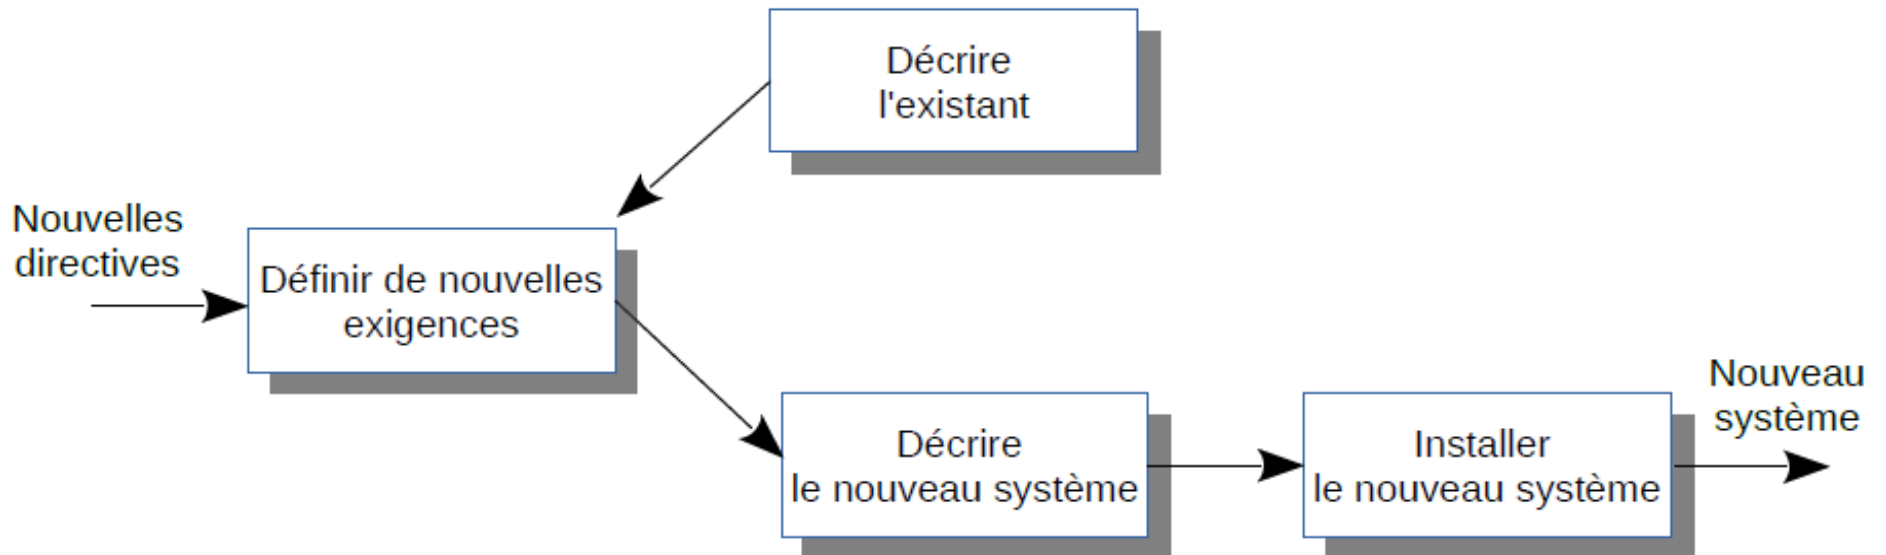 Décrire
l'existant
Nouvelles
directives
Définir de nouvelles
exigences
Décrire
le nouveau système
Installer
le nouveau système
Nouveau
système